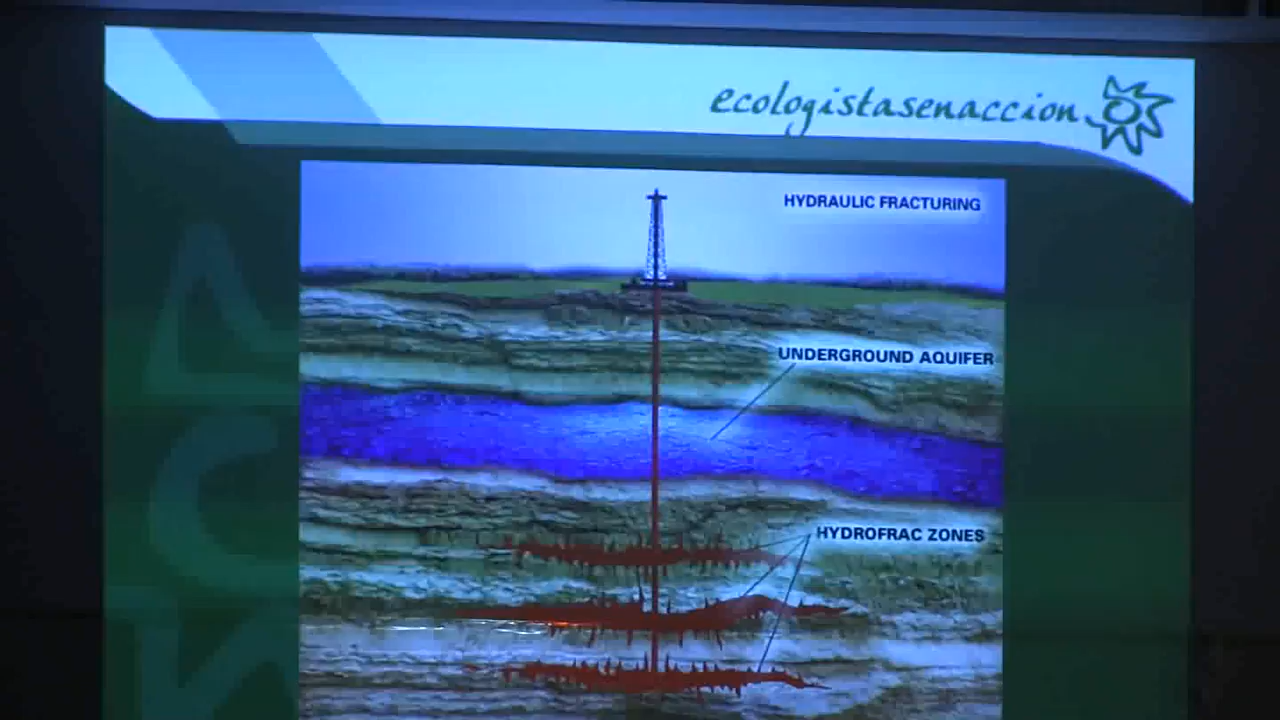 ecologistasenaccion
HYDRAULIC FRACTURING
UNDERGROUND AQUIFER
HYDROFRAC ZONES